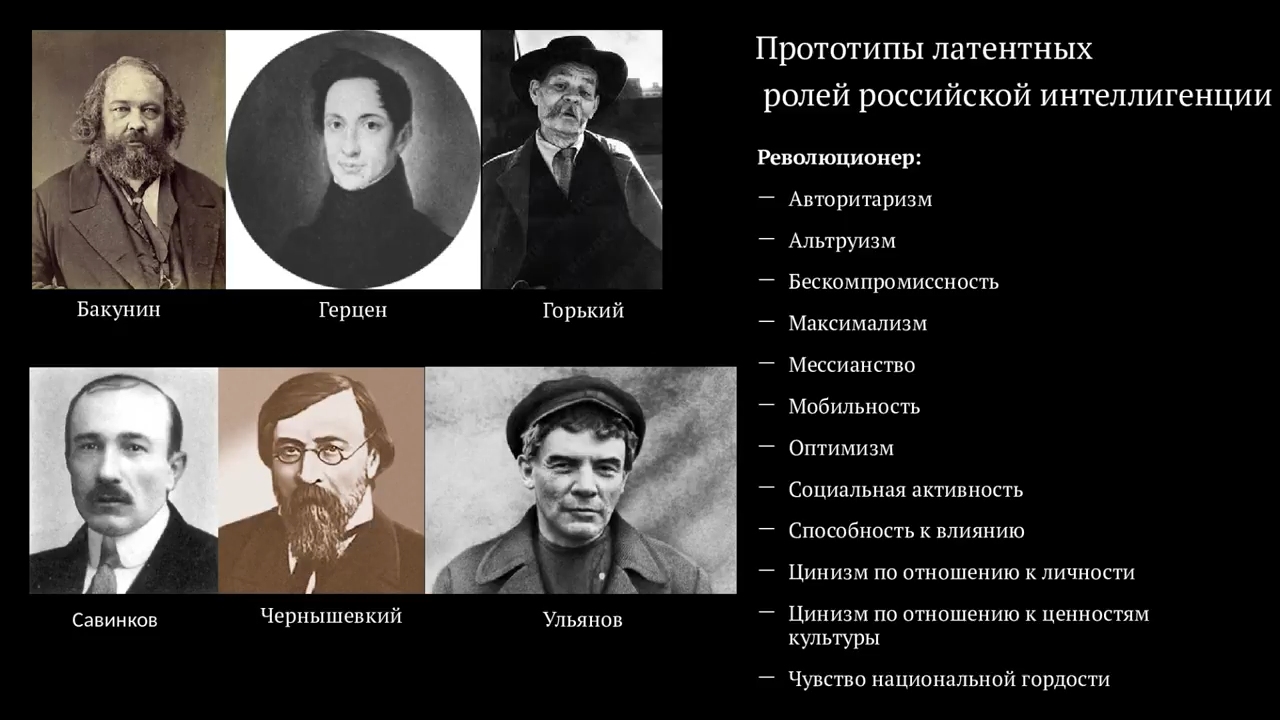 Прототипы латентных
ролей российской интеллигенции
Революционер:
— Авторитаризм
— Альтруизм
— Бескомпромиссность
— Максимализм
— Мессианство
— Мобильность
— Оптимизм
— Социальная активность
— Способность к влиянию
— Цинизм по отношению к личности
— Цинизм по отношению к ценностям
культуры
— Чувство национальной гордости
Бакунин
Герцен
Горький
Савинков
Чернышевкий
Ульянов